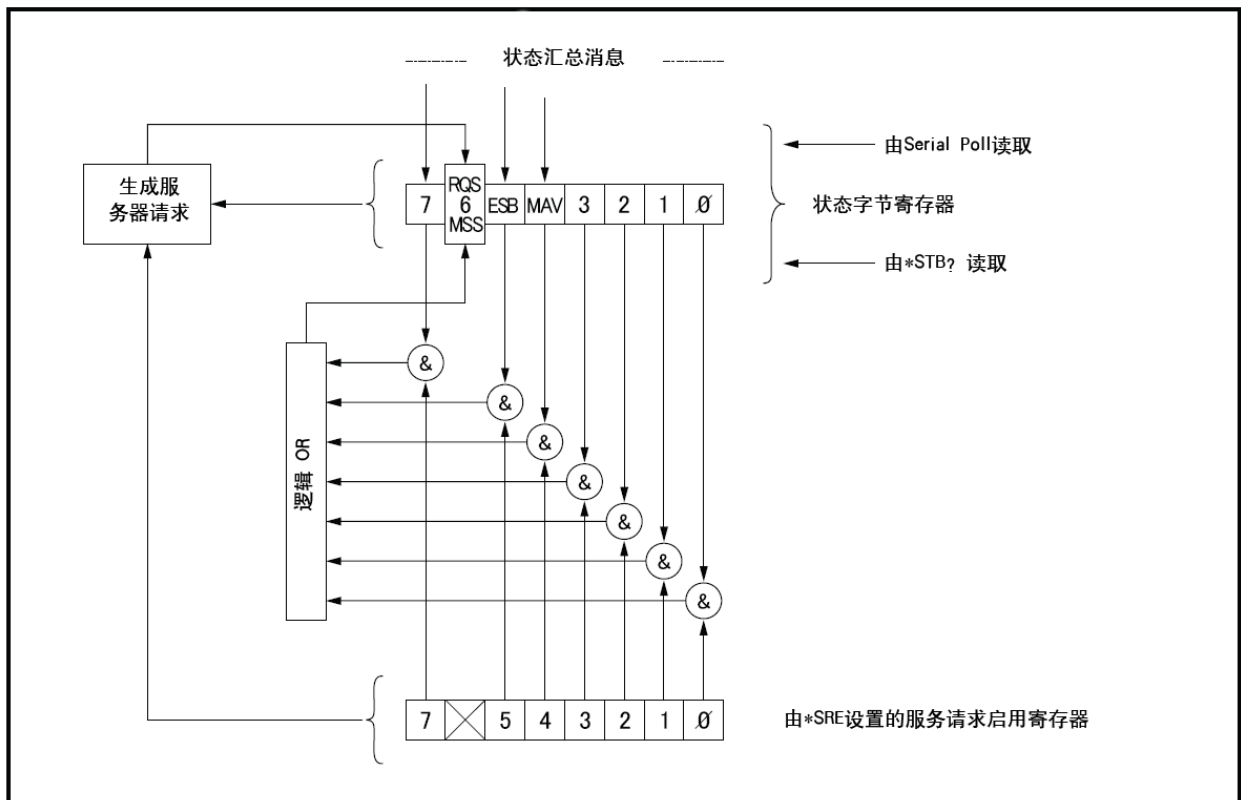 状态汇总消息
由Serial Poll读取
生成服
务器请求
7 RQS 6 MSS ESB MAV 3 2 1 0
状态字节寄存器
由*STB? 读取
&
&
&
&
&
&
&
逻辑 OR
7 5 4 3 2 1 0
由*SRE设置的服务请求启用寄存器